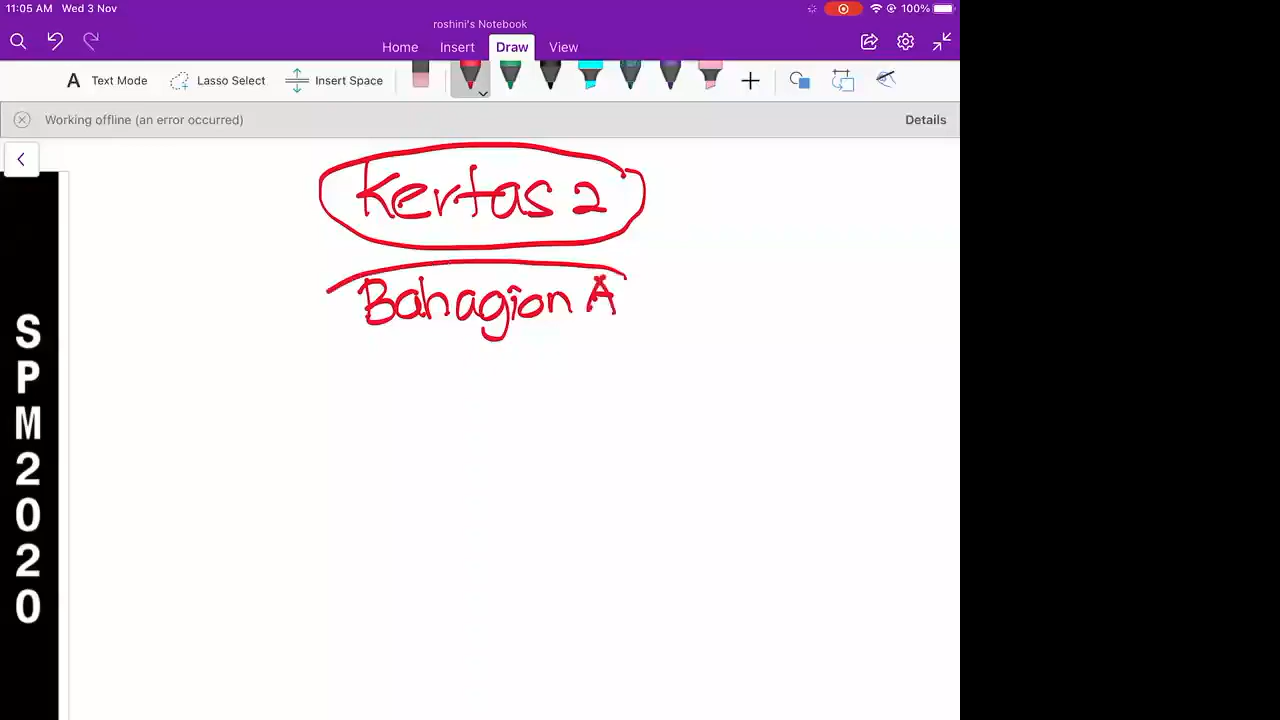 11:05 AM Wed 3 Nov 100%
roshini's Notebook
Home Insert Draw View
A Text Mode Lasso Select Insert Space
Working offline (an error occurred) Details
Kertas 2
Bahagian A
SPM2020